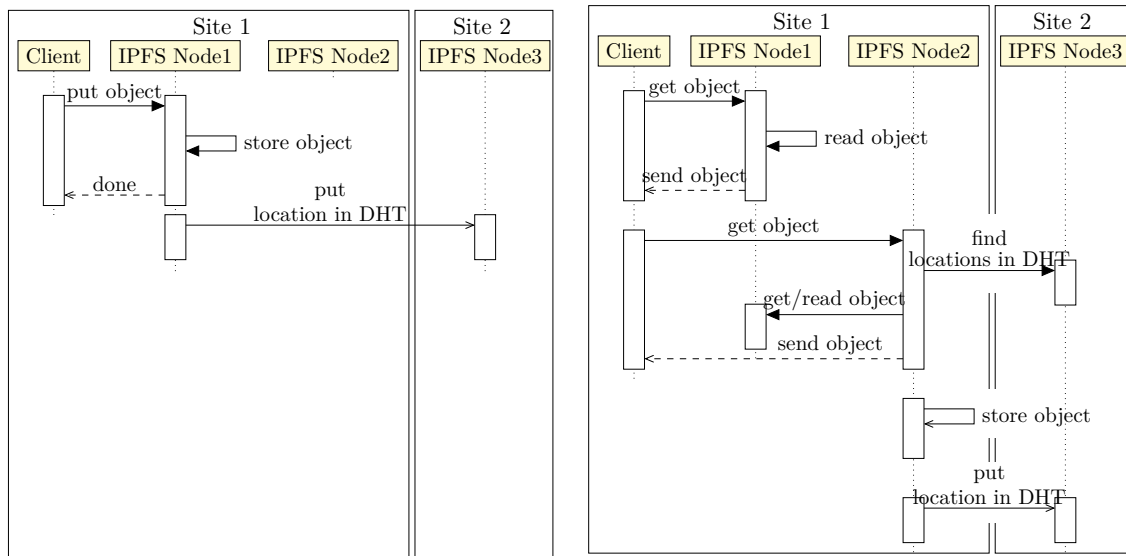 Site 1
Site 2
Client
IPFS Node1
IPFS Node2
IPFS Node3
put object
store object
done
put
location in DHT
Site 1
Site 2
Client
IPFS Node1
IPFS Node2
IPFS Node3
get object
read object
send object
get object
find
locations in DHT
get/read object
send object
store object
put
location in DHT